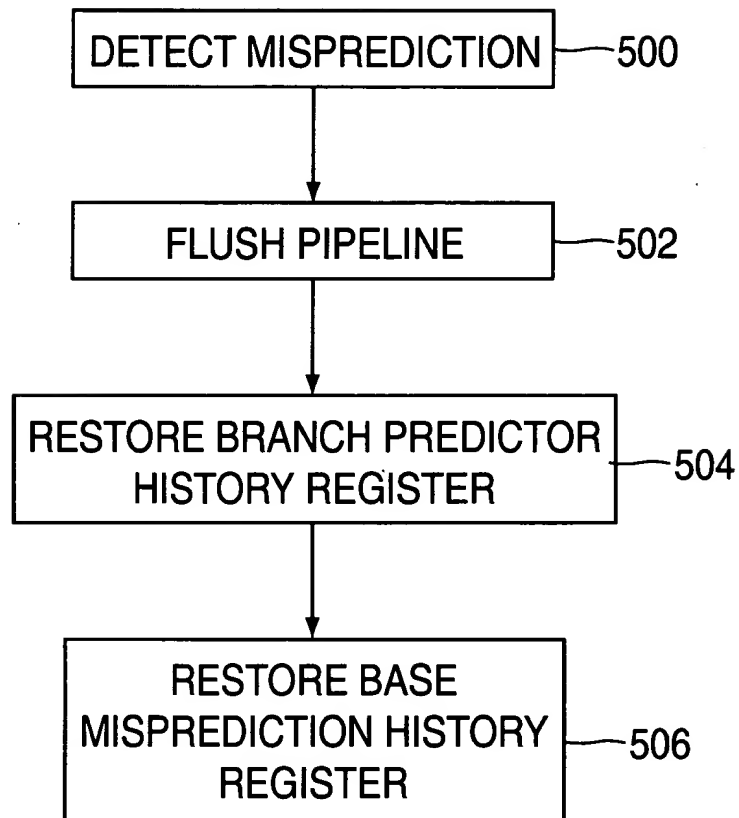 DETECT MISPREDICTION 500
FLUSH PIPELINE 502
RESTORE BRANCH PREDICTOR
HISTORY REGISTER
504
RESTORE BASE
MISPREDICTION HISTORY
REGISTER
506